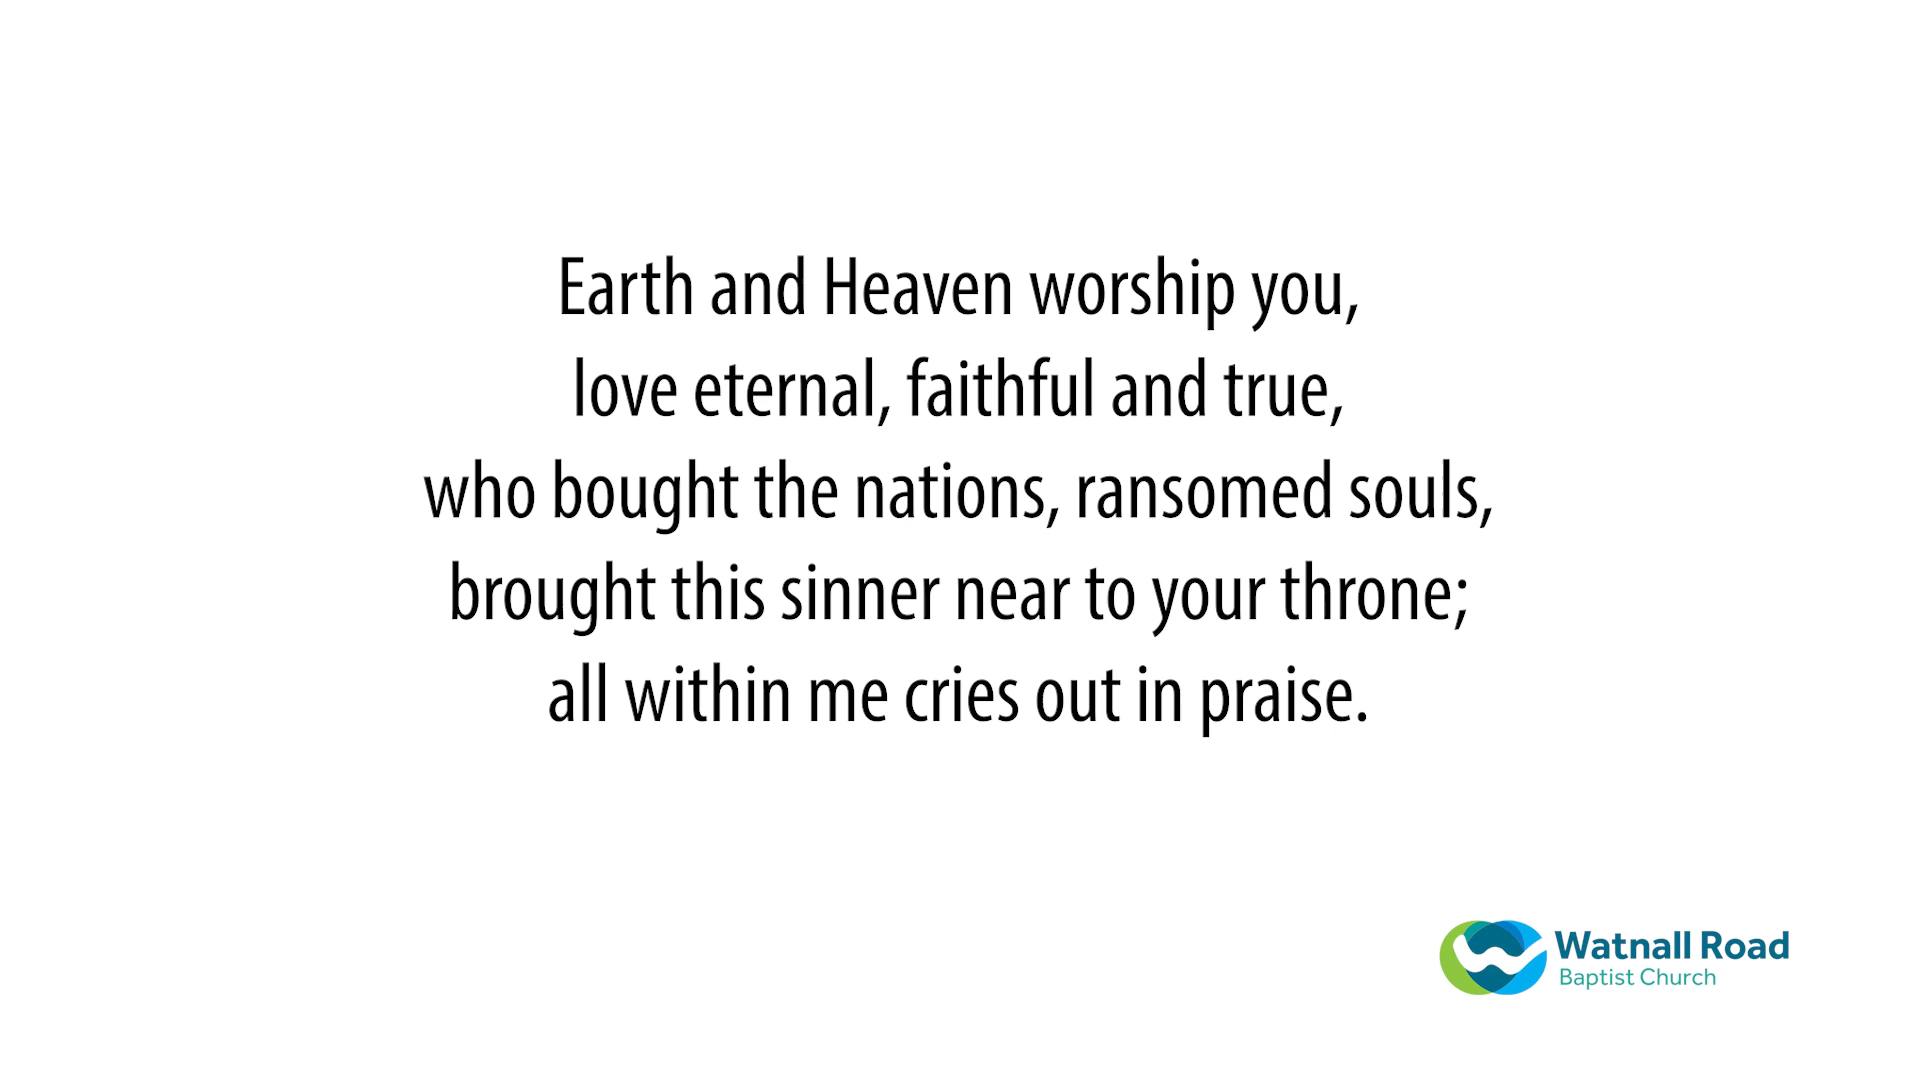 Earth and Heaven worship you,
love eternal, faithful and true,
who bought the nations, ransomed souls,
brought this sinner near to your throne;
all within me cries out in praise.
Watnall Road
Baptist Church